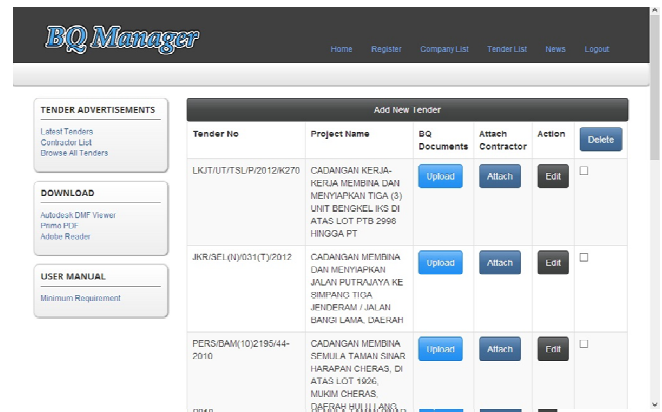 BQ Manager
Home Register Company List Tender List News Logout
TENDER ADVERTISEMENTS
Latest Tenders
Contractor List
Browse All Tenders
DOWNLOAD
Autodesk DWF Viewer
Primo PDF
Adobe Reader
USER MANUAL
Minimum Requirement
Add New Tender
Tender No Project Name BQ Documents Attach Contractor Action Delete
LKJT/UT/TSL/P/2012/K270 CADANGAN KERJA-
KERJA MEMBINA DAN
MENYIAPKAN TIGA (3)
UNIT BENGKEL IKS DI
ATAS LOT PTB 2998
HINGGA PT
Upload Attach Edit
JKR/SEL(N)/031(T)/2012 CADANGAN MEMBINA
DAN MENYIAPKAN
JALAN PUTRAJAYA KE
SIMPANG TIGA
JENDERAM / JALAN
BANGI LAMA, DAERAH
Upload Attach Edit
PERS/BAM(10)2195/44-
2010
CADANGAN MEMBINA
SEMULA TAMAN SINAR
HARAPAN CHERAS, DI
ATAS LOT 1926,
MUKIM CHERAS,
DAERAH HULU LANG
Upload Attach Edit